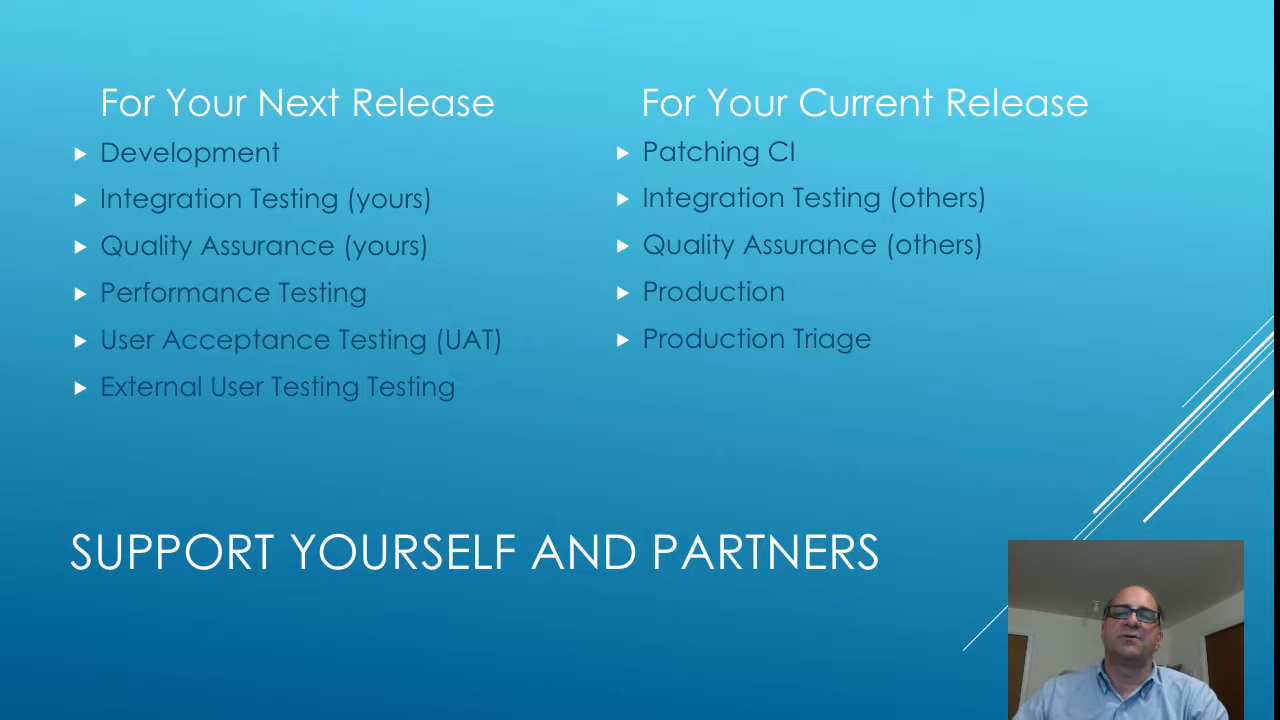 For Your Next Release
Development
Integration Testing (yours)
Quality Assurance (yours)
Performance Testing
User Acceptance Testing (UAT)
External User Testing Testing
For Your Current Release
Patching CI
Integration Testing (others)
Quality Assurance (others)
Production
Production Triage
SUPPORT YOURSELF AND PARTNERS